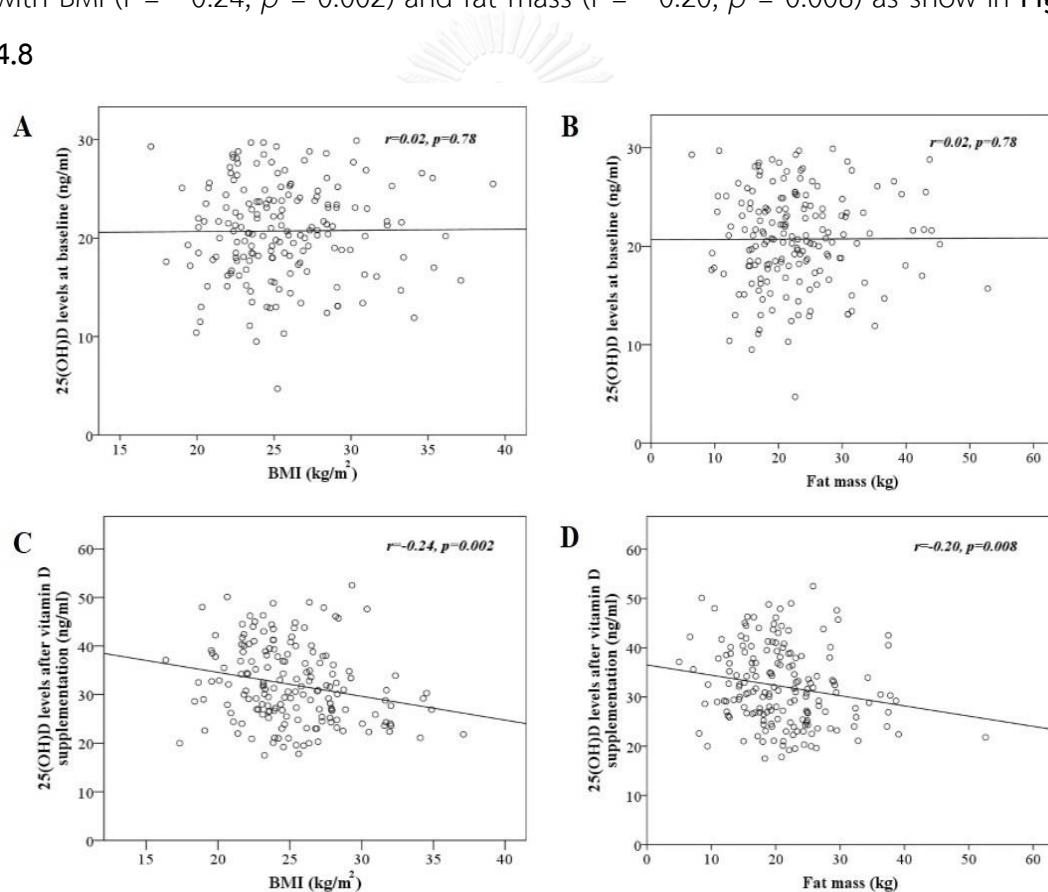 with BMI (r = - 0.24, p = 0.002) and fat mass (r = - 0.20, p = 0.008) as show in
4.8
A
r=0.02, p=0.78
25(OH)D levels at baseline (ng/ml)
30
20
10
0
15 20 25 30 35 40
BMI (kg/m²)
B
r=0.02, p=0.78
25(OH)D levels at baseline (ng/ml)
30
20
10
0
0 10 20 30 40 50 60
Fat mass (kg)
C
r=-0.24, p=0.002
25(OH)D levels after vitamin D
supplementation (ng/ml)
60
50
40
30
20
10
0
15 20 25 30 35 40
BMI (kg/m²)
D
r=-0.20, p=0.008
25(OH)D levels after vitamin D
supplementation (ng/ml)
60
50
40
30
20
10
0
0 10 20 30 40 50 60
Fat mass (kg)